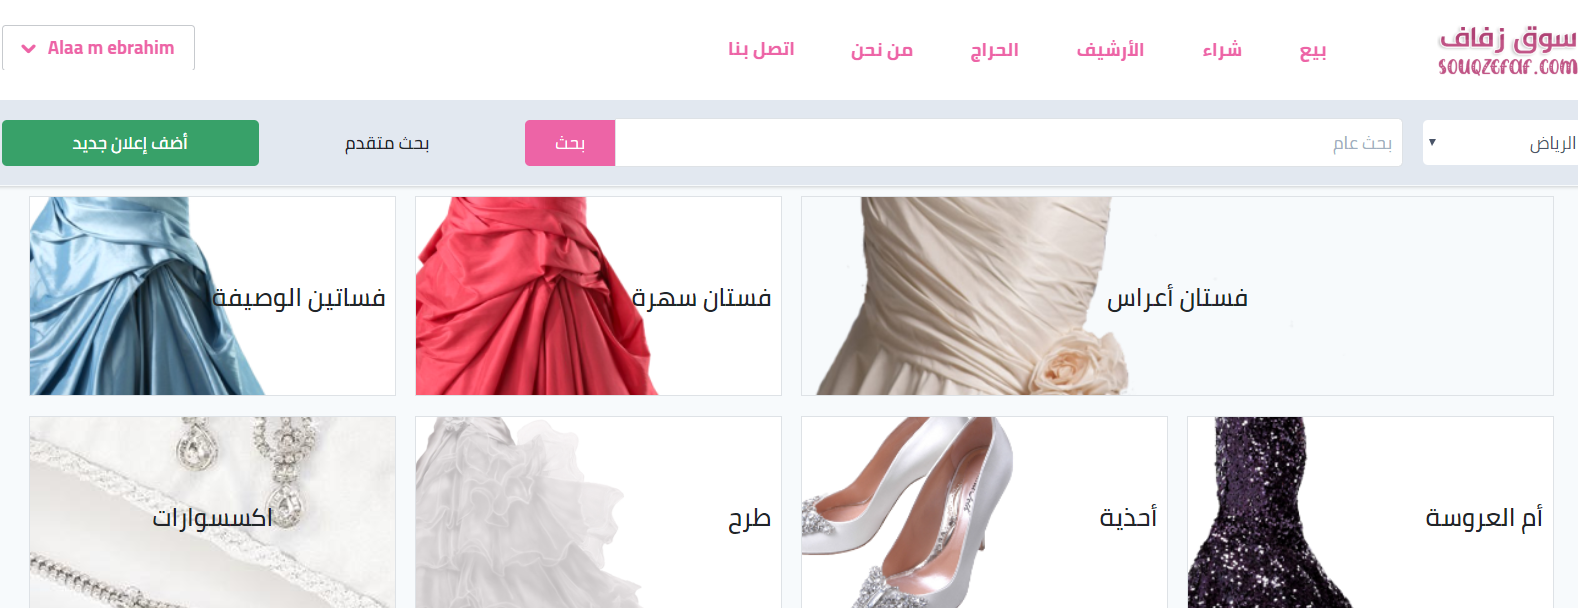 سوق زفاف
souqzefaf.com
بيع
شراء
الأرشيف
الحراج
من نحن
اتصل بنا
Alaa m ebrahim
الرياض
بحث عام
بحث
بحث متقدم
أضف إعلان جديد
فستان أعراس
فستان سهرة
فساتين الوصيفة
أم العروسة
أحذية
طرح
اكسسوارات